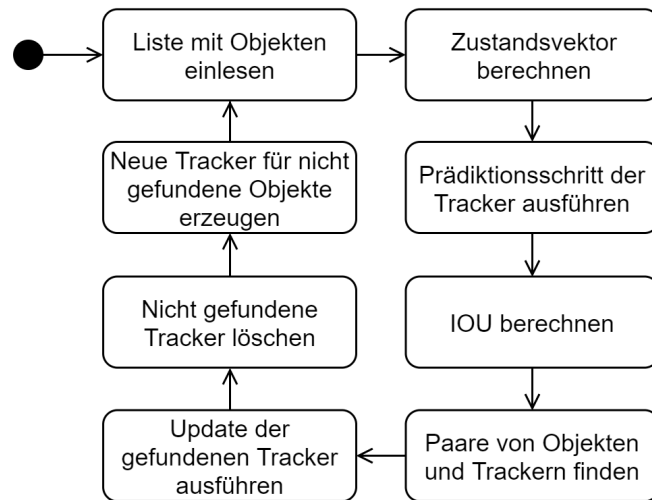 Liste mit Objekten
einlesen
Zustandsvektor
berechnen
Prädiktionsschritt der
Tracker ausführen
IOU berechnen
Paare von Objekten
und Trackern finden
Update der
gefundenen Tracker
ausführen
Nicht gefundene
Tracker löschen
Neue Tracker für nicht
gefundene Objekte
erzeugen